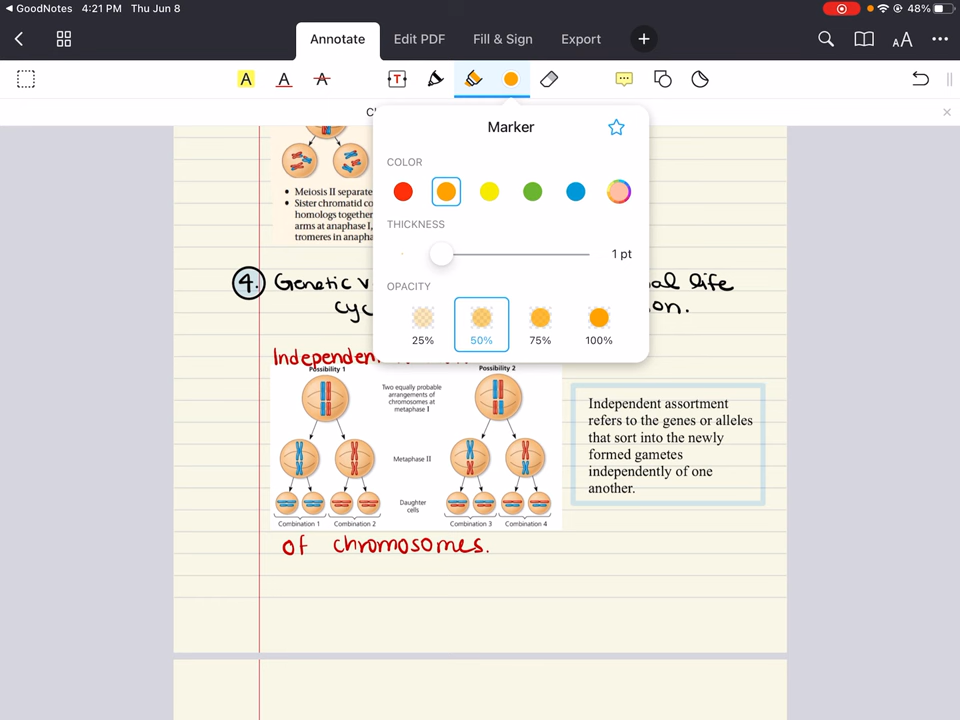 ◀ GoodNotes 4:21 PM Thu Jun 8 48%
Annotate Edit PDF Fill & Sign Export + AA
A A A T
Marker
COLOR
THICKNESS
1 pt
OPACITY
25% 50% 75% 100%
• Meiosis II separate
• Sister chromatid co
homologs together
arms at anaphase I,
tromeres in anapha
4. Genetic v al life
cyc on.
Independen
Possibility 1 Possibility 2
Two equally probable
arrangements of
chromosomes at
metaphase I
Metaphase II
Daughter
cells
Combination 1 Combination 2 Combination 3 Combination 4
Independent assortment
refers to the genes or alleles
that sort into the newly
formed gametes
independently of one
another.
of chromosomes.